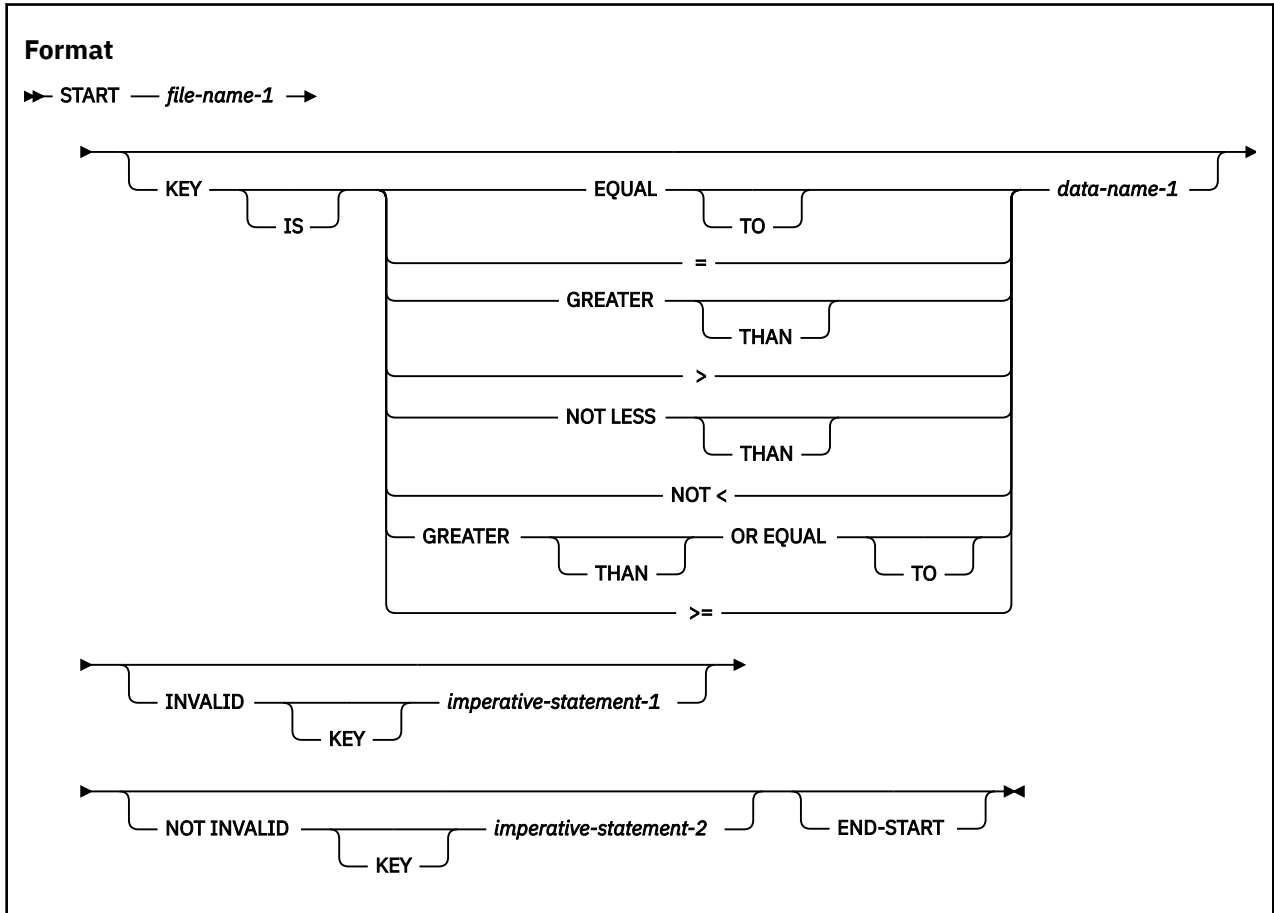 Format
START file-name-1
KEY EQUAL data-name-1
IS TO
=
GREATER
THAN
>
NOT LESS
THAN
NOT <
GREATER OR EQUAL
THAN TO
>=
INVALID imperative-statement-1
KEY
NOT INVALID imperative-statement-2 END-START
KEY